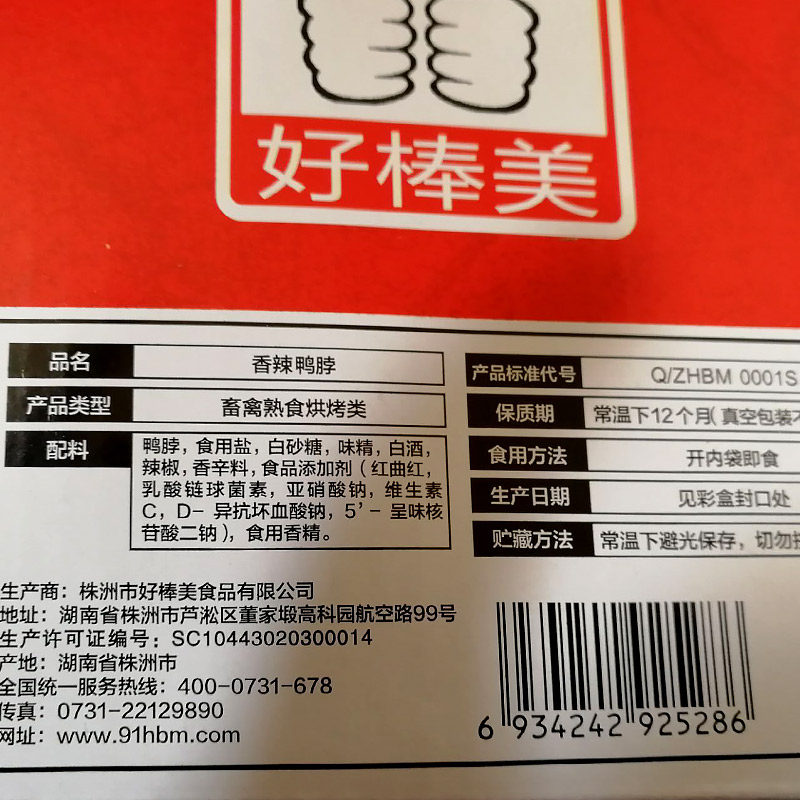 好棒美
品名 香辣鸭脖
产品类型 畜禽熟食烘烤类
配料 鸭脖，食用盐，白砂糖，味精，白酒，
辣椒，香辛料，食品添加剂（红曲红，
乳酸链球菌素，亚硝酸钠，维生素
C，D-异抗坏血酸钠，5’-呈味核
苷酸二钠），食用香精。
产品标准代号 Q/ZHBM 0001S
保质期 常温下12个月(真空包装不
食用方法 开内袋即食
生产日期 见彩盒封口处
贮藏方法 常温下避光保存，切勿
生产商：株洲市好棒美食品有限公司
地址：湖南省株洲市芦淞区董家塅高科园航空路99号
生产许可证编号：SC10443020300014
产地：湖南省株洲市
全国统一服务热线：400-0731-678
传真：0731-22129890
网址：www.91hbm.com
6 934242 925286